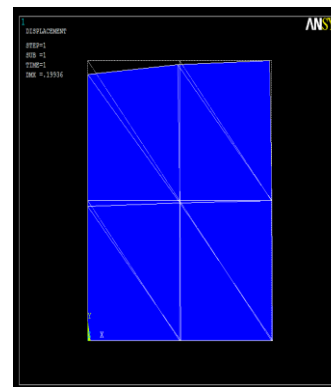 1
DISPLACEMENT
STEP=1
SUB =1
TIME=1
DMX =.19936
ANSY
Y
X